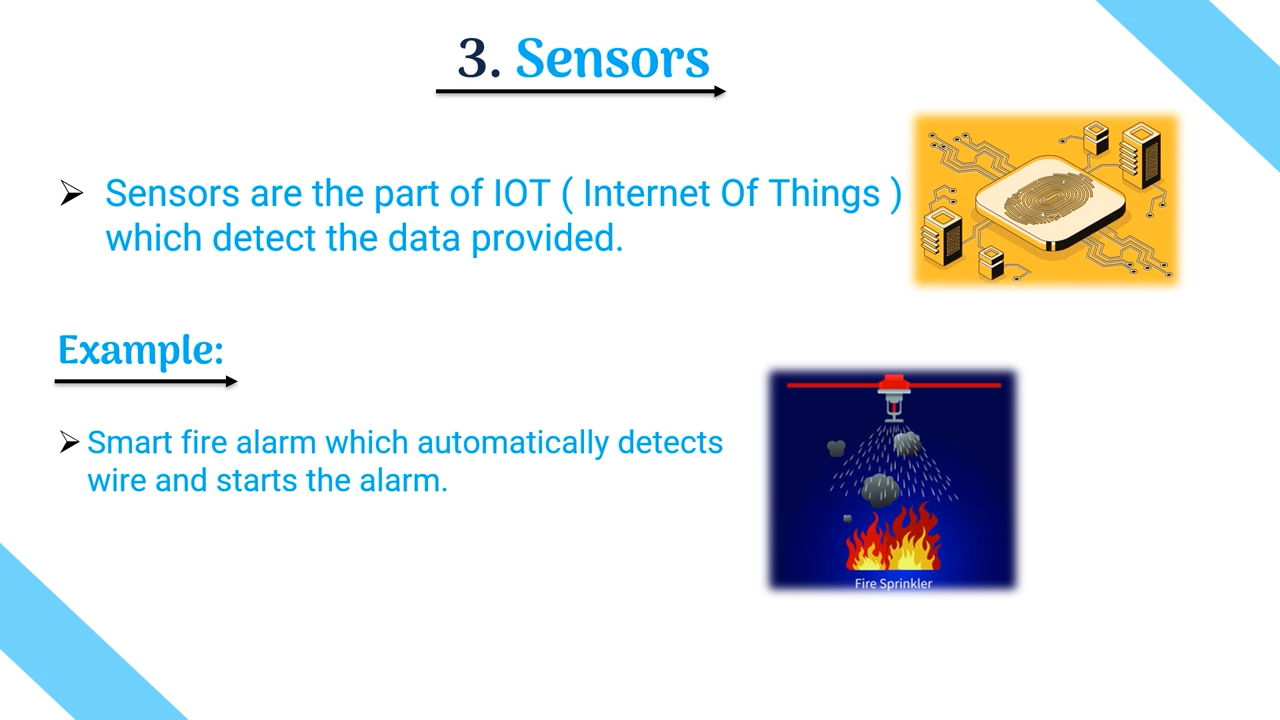 3. Sensors
Sensors are the part of IOT ( Internet Of Things )
which detect the data provided.
Example:
Smart fire alarm which automatically detects
wire and starts the alarm.
Fire Sprinkler